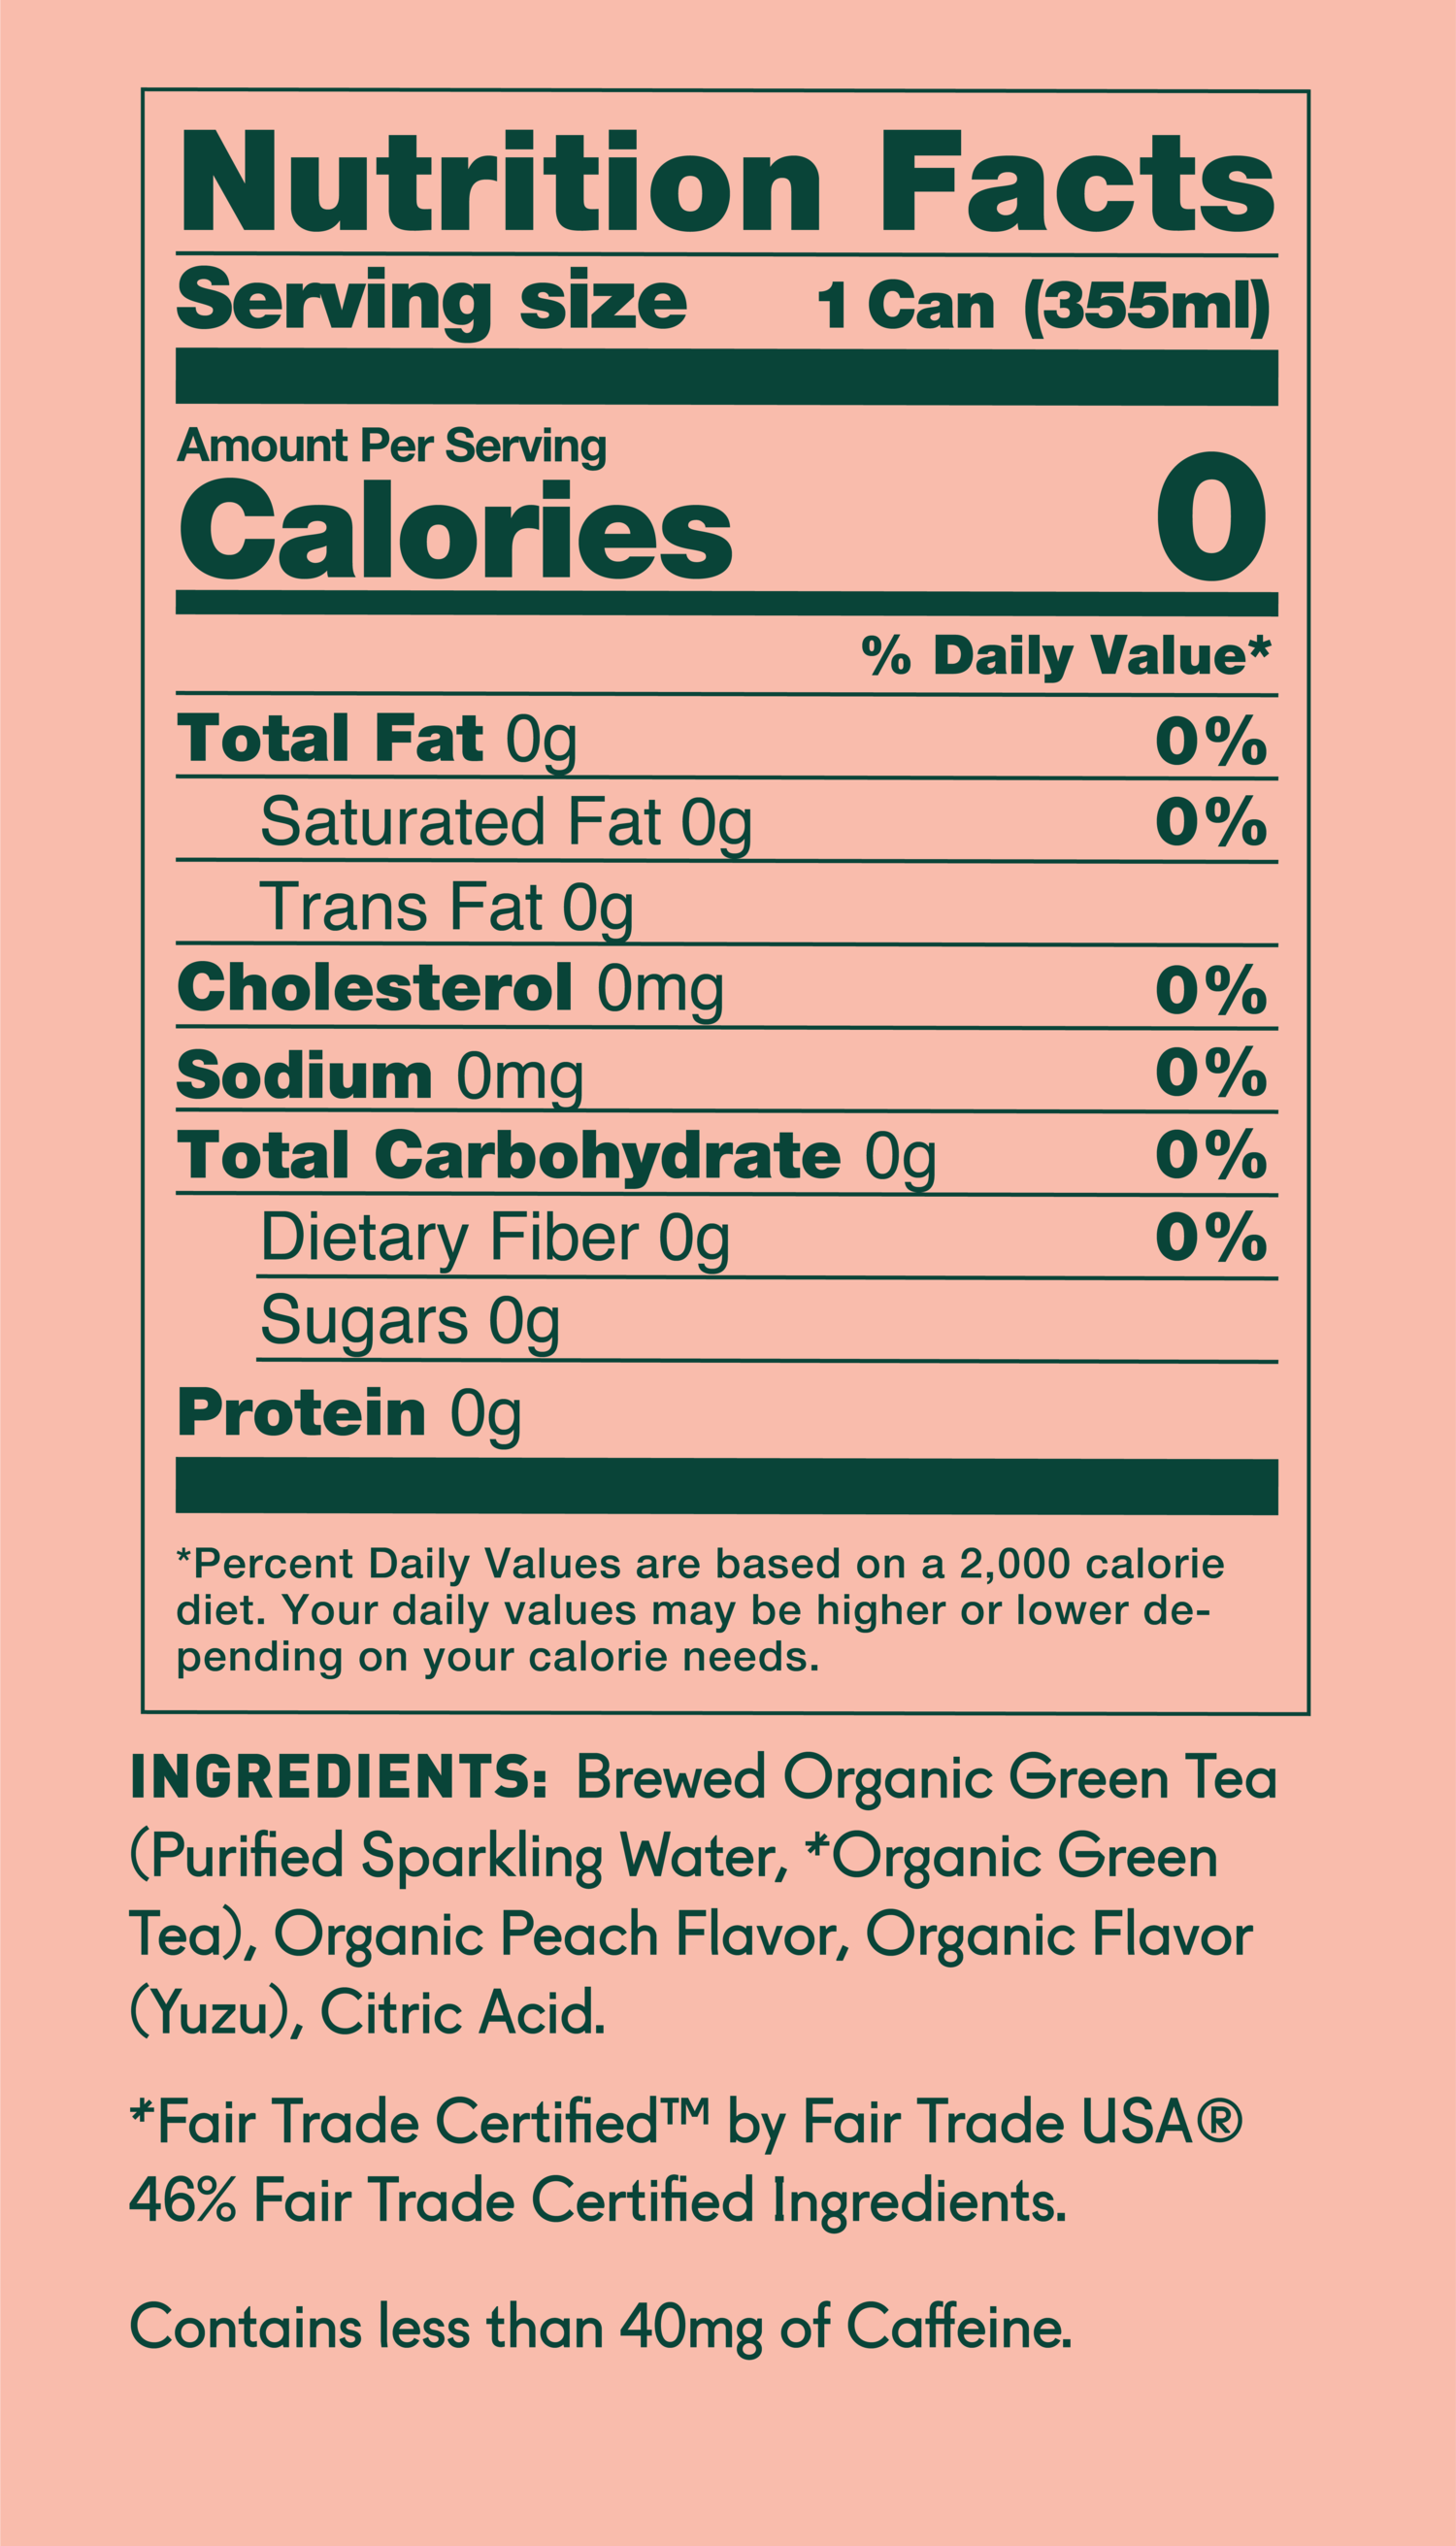 Nutrition Facts
Serving size 1 Can (355ml)
Amount Per Serving
Calories 0
% Daily Value*
Total Fat 0g 0%
Saturated Fat 0g 0%
Trans Fat 0g
Cholesterol 0mg 0%
Sodium 0mg 0%
Total Carbohydrate 0g 0%
Dietary Fiber 0g 0%
Sugars 0g
Protein 0g
*Percent Daily Values are based on a 2,000 calorie
diet. Your daily values may be higher or lower de-
pending on your calorie needs.
INGREDIENTS: Brewed Organic Green Tea
(Purified Sparkling Water, *Organic Green
Tea), Organic Peach Flavor, Organic Flavor
(Yuzu), Citric Acid.
*Fair Trade Certified™ by Fair Trade USA®
46% Fair Trade Certified Ingredients.
Contains less than 40mg of Caffeine.